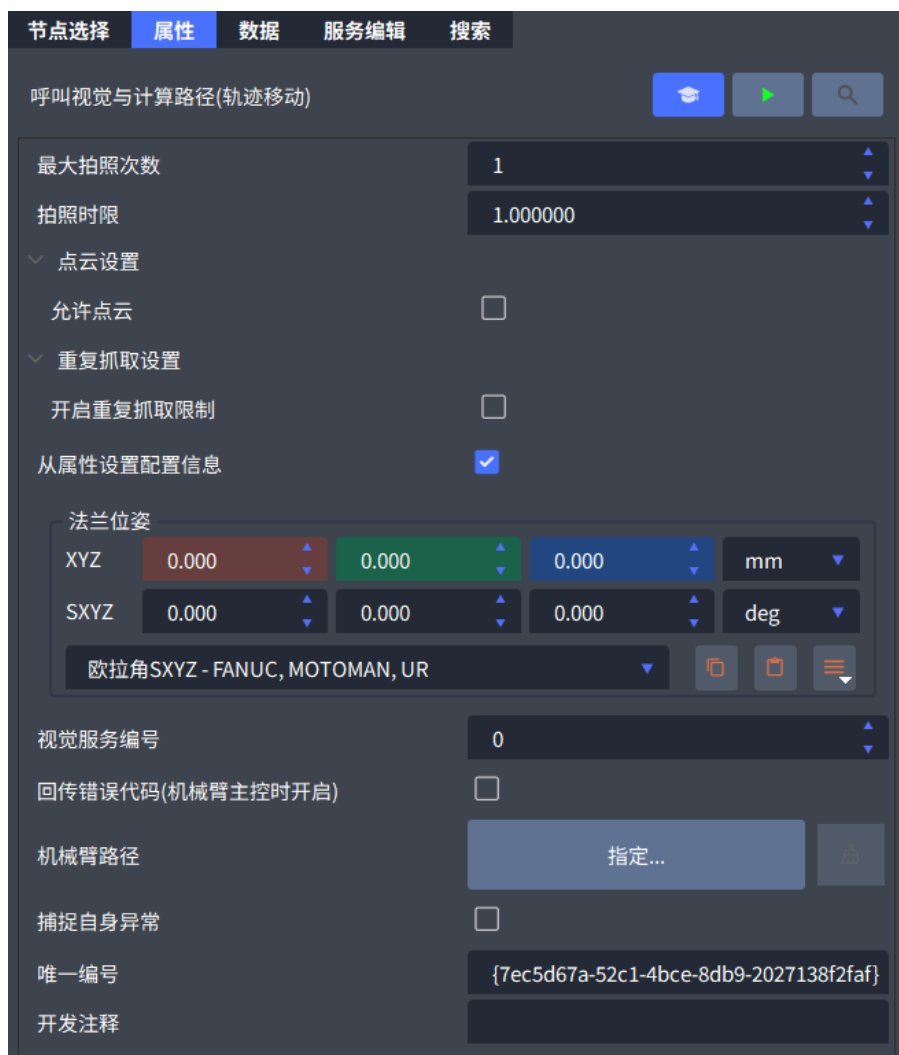 节点选择 属性 数据 服务编辑 搜索
呼叫视觉与计算路径(轨迹移动)
最大拍照次数 1
拍照时限 1.000000
点云设置
允许点云
重复抓取设置
开启重复抓取限制
从属性设置配置信息
法兰位姿
XYZ 0.000 0.000 0.000 mm
SXYZ 0.000 0.000 0.000 deg
欧拉角SXYZ - FANUC, MOTOMAN, UR
视觉服务编号 0
回传错误代码(机械臂主控时开启)
机械臂路径 指定...
捕捉自身异常
唯一编号 {7ec5d67a-52c1-4bce-8db9-2027138f2faf}
开发注释